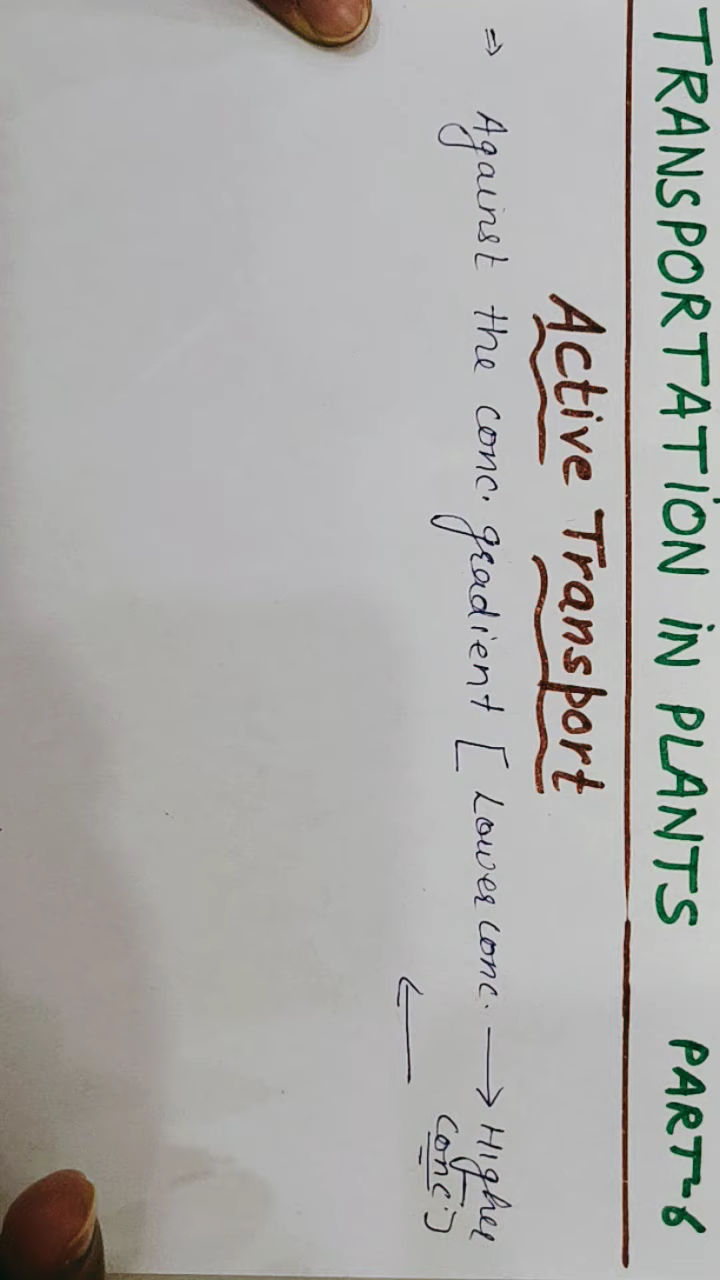 TRANSPORTATION IN PLANTS PART-6
Active Transport
⇒ Against the conc. gradient [Lower conc. → Higher
conc.]